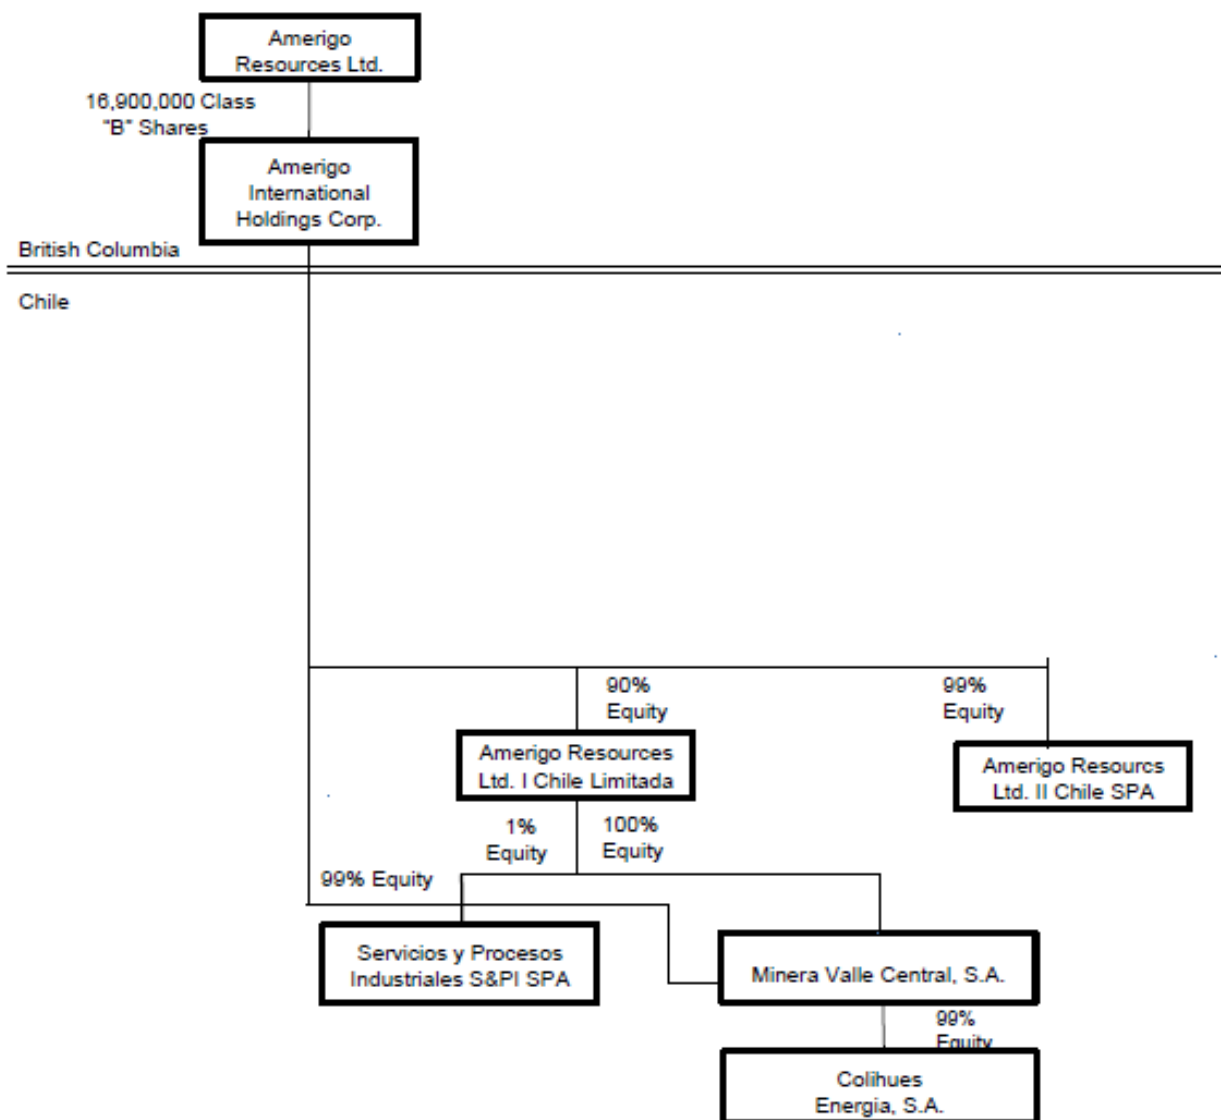 Amerigo
Resources Ltd.
16,900,000 Class
"B" Shares
Amerigo
International
Holdings Corp.
British Columbia
Chile
90%
Equity
99%
Equity
Amerigo Resources
Ltd. I Chile Limitada
Amerigo Resourcs
Ltd. II Chile SPA
1%
Equity
100%
Equity
99% Equity
Servicios y Procesos
Industriales S&PI SPA
Minera Valle Central, S.A.
99%
Equity
Colihues
Energia, S.A.